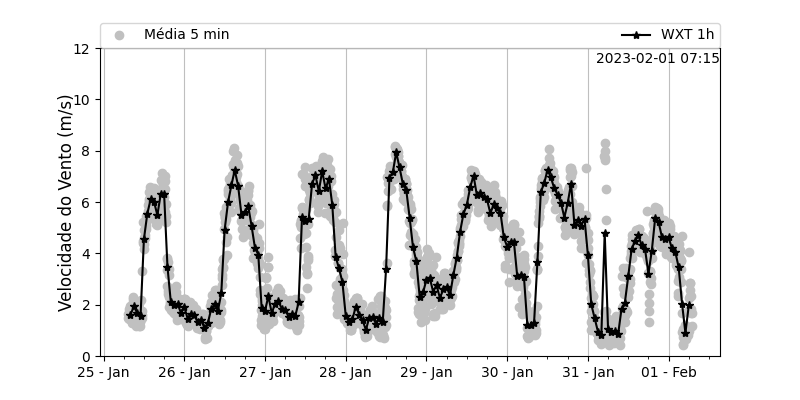 Média 5 min
WXT 1h
2023-02-01 07:15
Velocidade do Vento (m/s)
12
10
8
6
4
2
0
25 - Jan
26 - Jan
27 - Jan
28 - Jan
29 - Jan
30 - Jan
31 - Jan
01 - Feb